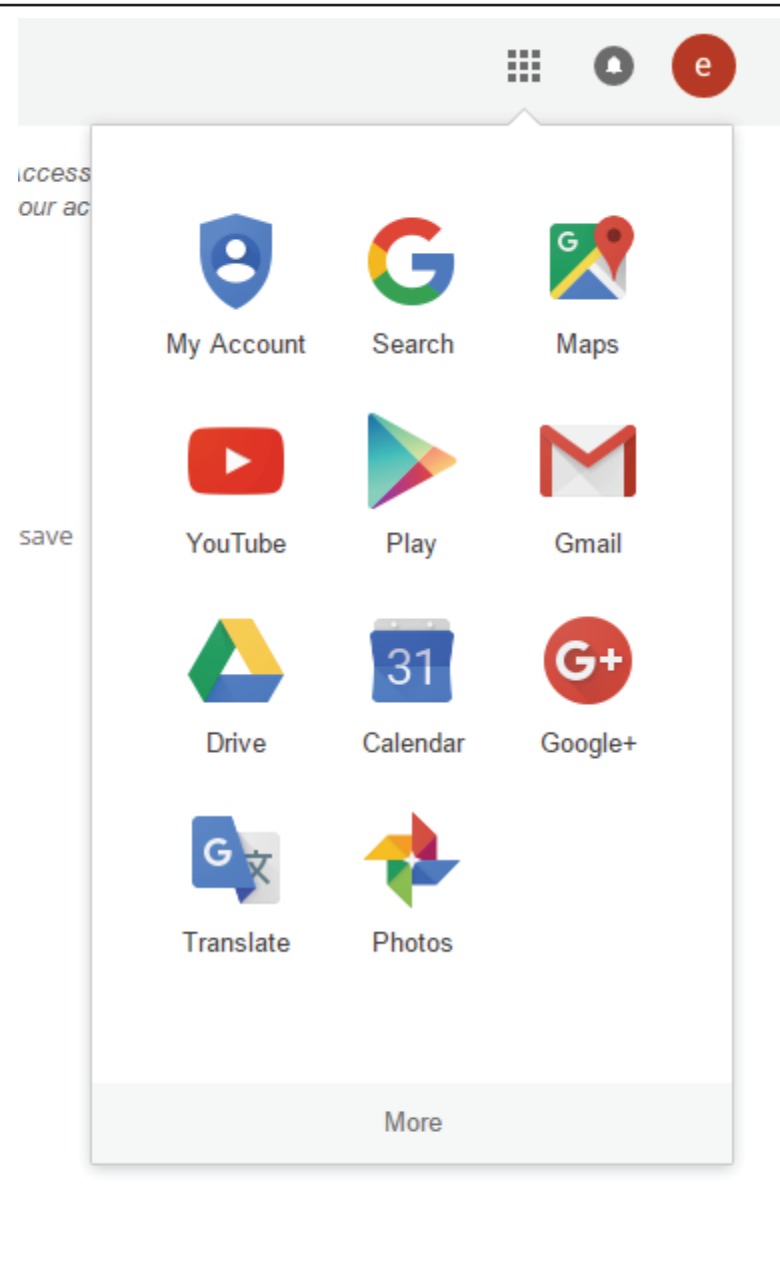 e
ccess
our ac
G
My Account Search Maps
save
YouTube Play Gmail
31 G+
Drive Calendar Google+
G 文
Translate Photos
More